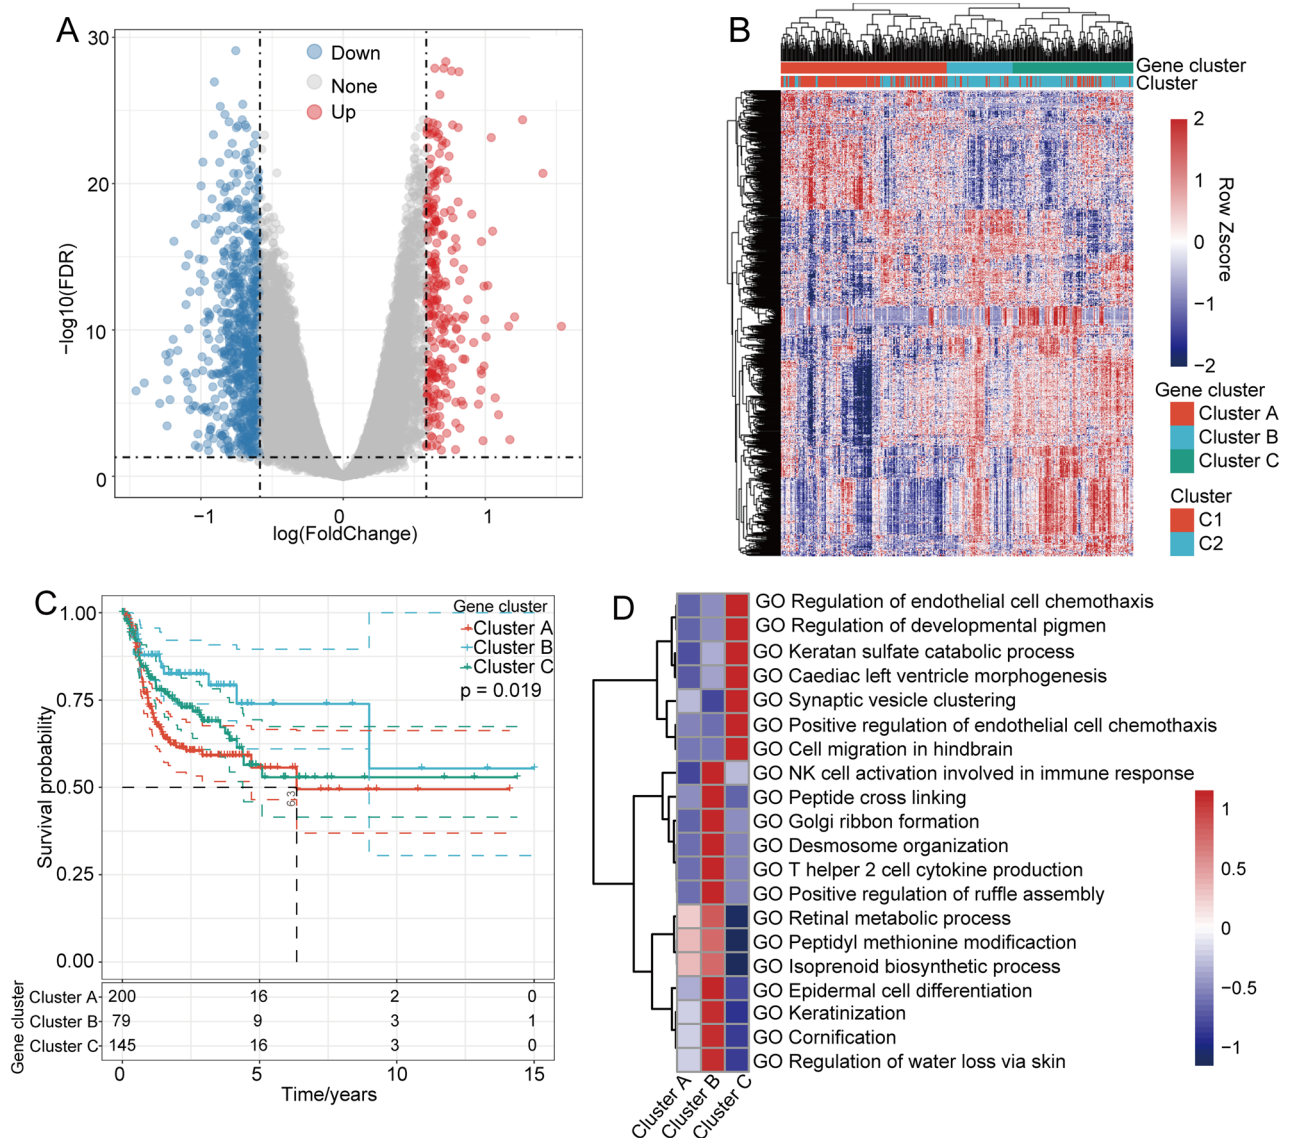 A
30
20
10
0
−log10(FDR)
Down
None
Up
−1
0
1
log(FoldChange)
B
Gene cluster
Cluster
2
1
0
−1
−2
Row Zscore
Gene cluster
Cluster A
Cluster B
Cluster C
Cluster
C1
C2
C
1.00
0.75
0.50
0.25
0.00
Survival probability
Gene cluster
Cluster A
Cluster B
Cluster C
p = 0.019
6.3
Gene cluster
Cluster A
200
16
2
0
Cluster B
79
9
3
1
Cluster C
145
16
3
0
0
5
10
15
Time/years
D
GO Regulation of endothelial cell chemothaxis
GO Regulation of developmental pigmen
GO Keratan sulfate catabolic process
GO Caediac left ventricle morphogenesis
GO Synaptic vesicle clustering
GO Positive regulation of endothelial cell chemothaxis
GO Cell migration in hindbrain
GO NK cell activation involved in immune response
GO Peptide cross linking
GO Golgi ribbon formation
GO Desmosome organization
GO T helper 2 cell cytokine production
GO Positive regulation of ruffle assembly
GO Retinal metabolic process
GO Peptidyl methionine modificaction
GO Isoprenoid biosynthetic process
GO Epidermal cell differentiation
GO Keratinization
GO Cornification
GO Regulation of water loss via skin
Cluster A
Cluster B
Cluster C
1
0.5
0
−0.5
−1